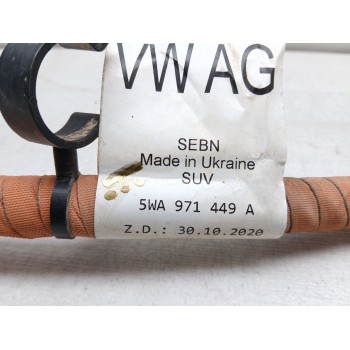 VW AG
SEBN
Made in Ukraine
SUV
5WA 971 449 A
Z.D.: 30.10.2020